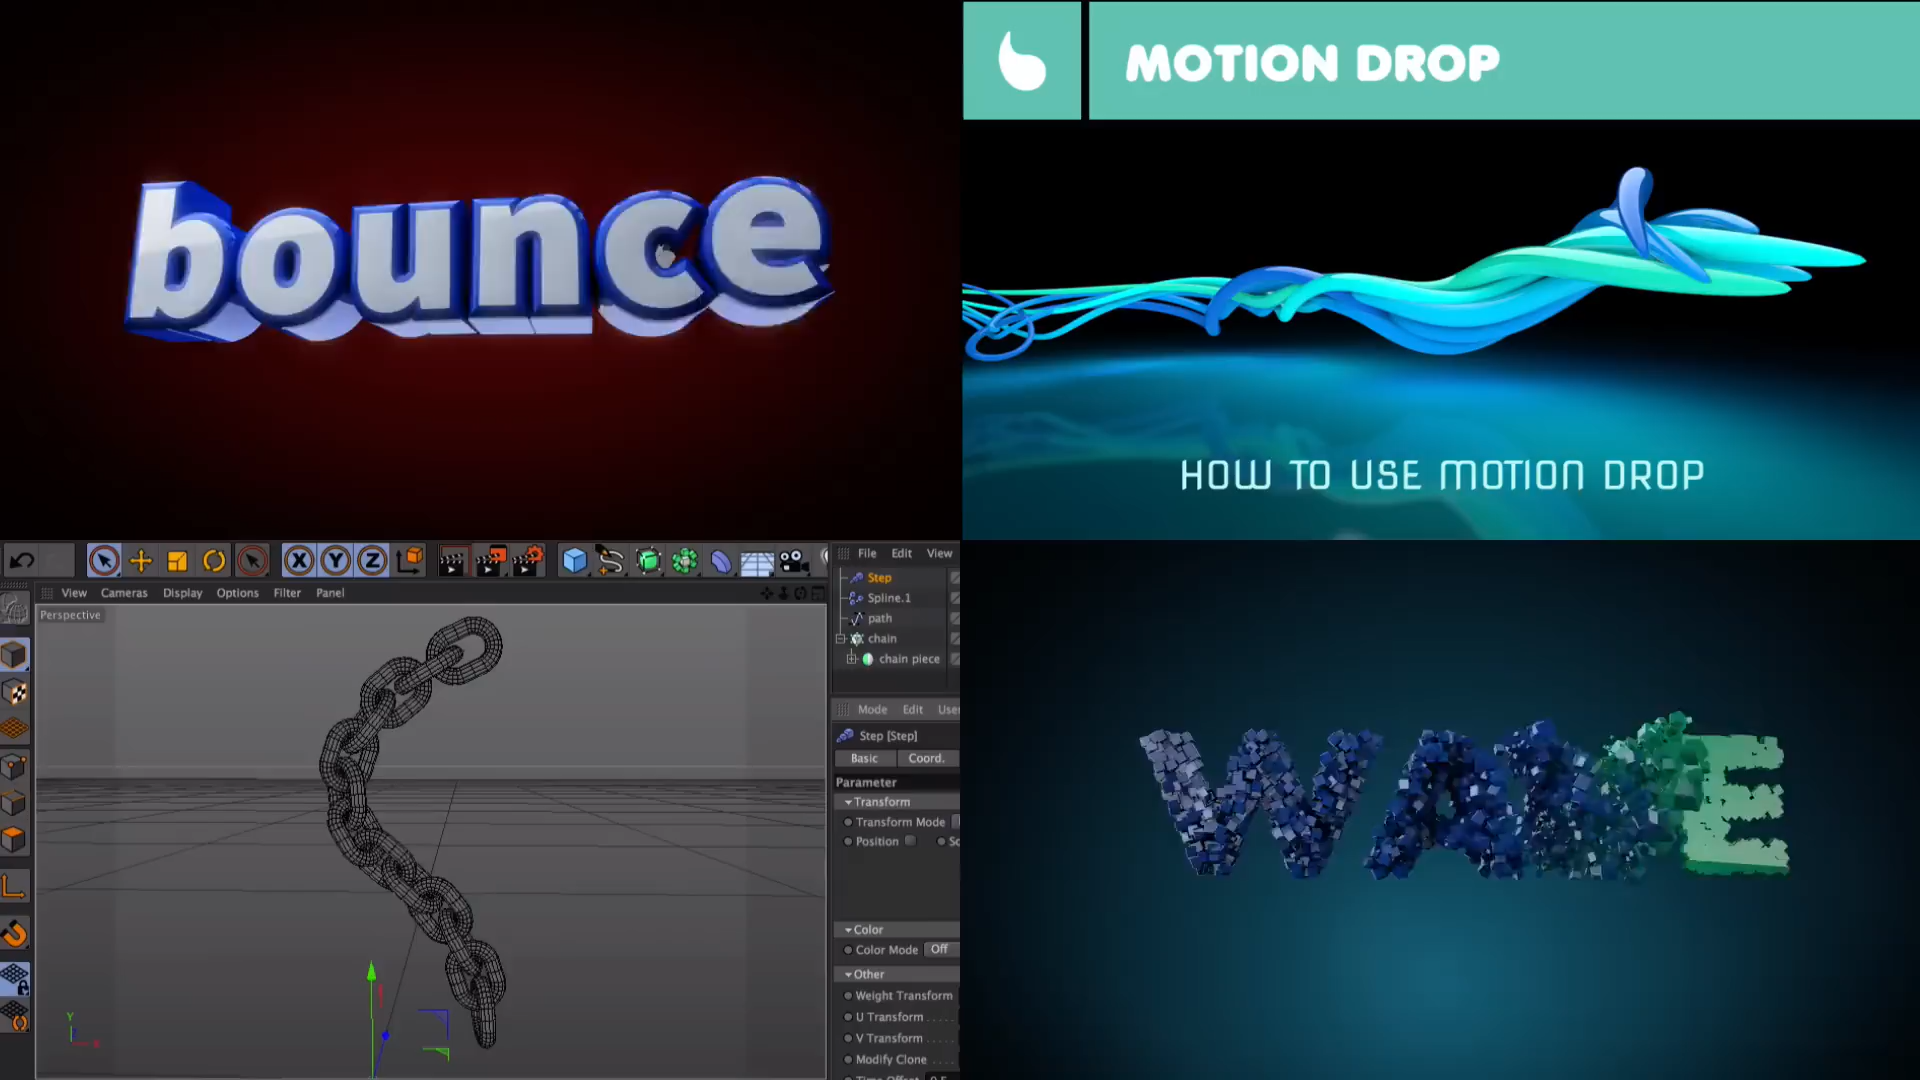 bounce
MOTION DROP
HOW TO USE MOTION DROP
X Y Z
File Edit View
View Cameras Display Options Filter Panel
Perspective
Step
Spline.1
path
chain
chain piece
Mode Edit
Step [Step]
Basic Coord.
Parameter
Transform
Transform Mode
Position
Color
Color Mode Off
Other
Weight Transform
U Transform
V Transform
Modify Clone
Y
WAKE